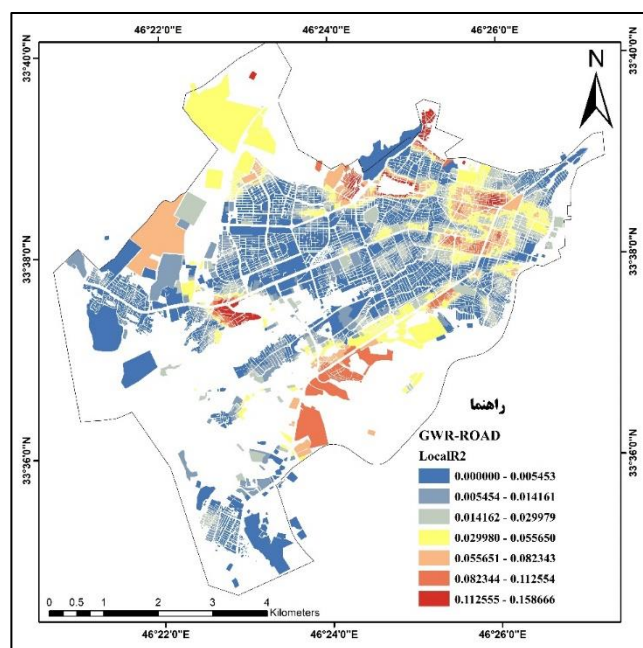 46°22'0"E 46°24'0"E 46°26'0"E
33°40'0"N 33°40'0"N
N
33°38'0"N 33°38'0"N
33°36'0"N 33°36'0"N
راهنما
GWR-ROAD
LocalR2
0.000000 - 0.005453
0.005454 - 0.014161
0.014162 - 0.029979
0.029980 - 0.055650
0.055651 - 0.082343
0.082344 - 0.112554
0.112555 - 0.158666
0 0.5 1 2 3 4
Kilometers
46°22'0"E 46°24'0"E 46°26'0"E